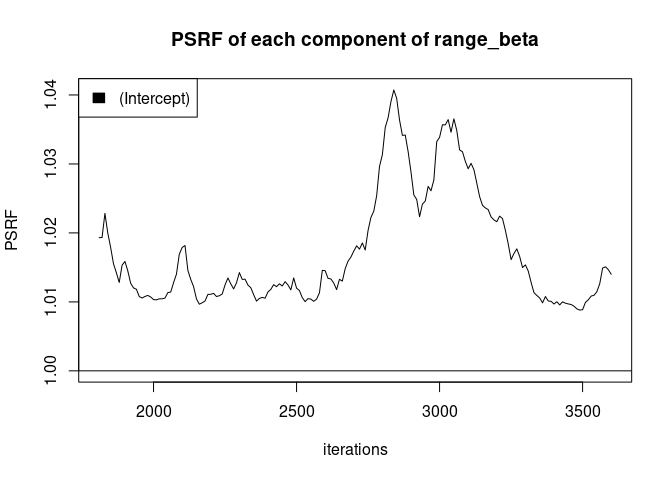 PSRF of each component of range_beta
(Intercept)
PSRF
1.04
1.03
1.02
1.01
1.00
2000 2500 3000 3500
iterations